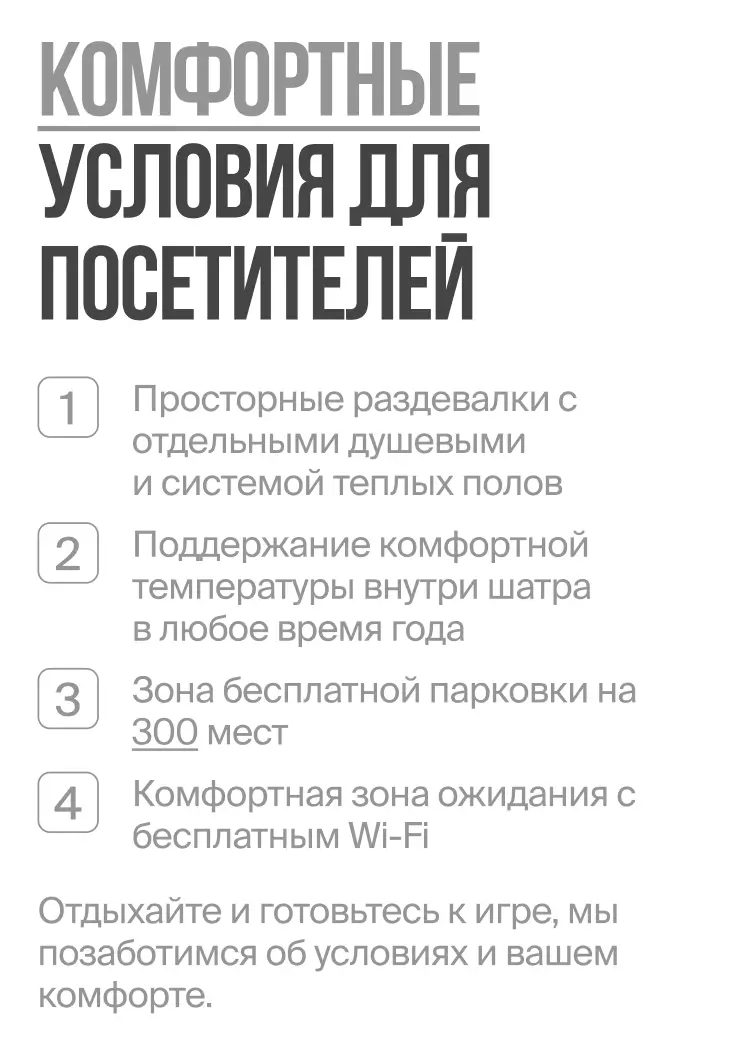 КОМФОРТНЫЕ
УСЛОВИЯ ДЛЯ
ПОСЕТИТЕЛЕЙ
1 Просторные раздевалки с
отдельными душевыми
и системой теплых полов
2 Поддержание комфортной
температуры внутри шатра
в любое время года
3 Зона бесплатной парковки на
300 мест
4 Комфортная зона ожидания с
бесплатным Wi-Fi
Отдыхайте и готовьтесь к игре, мы
позаботимся об условиях и вашем
комфорте.